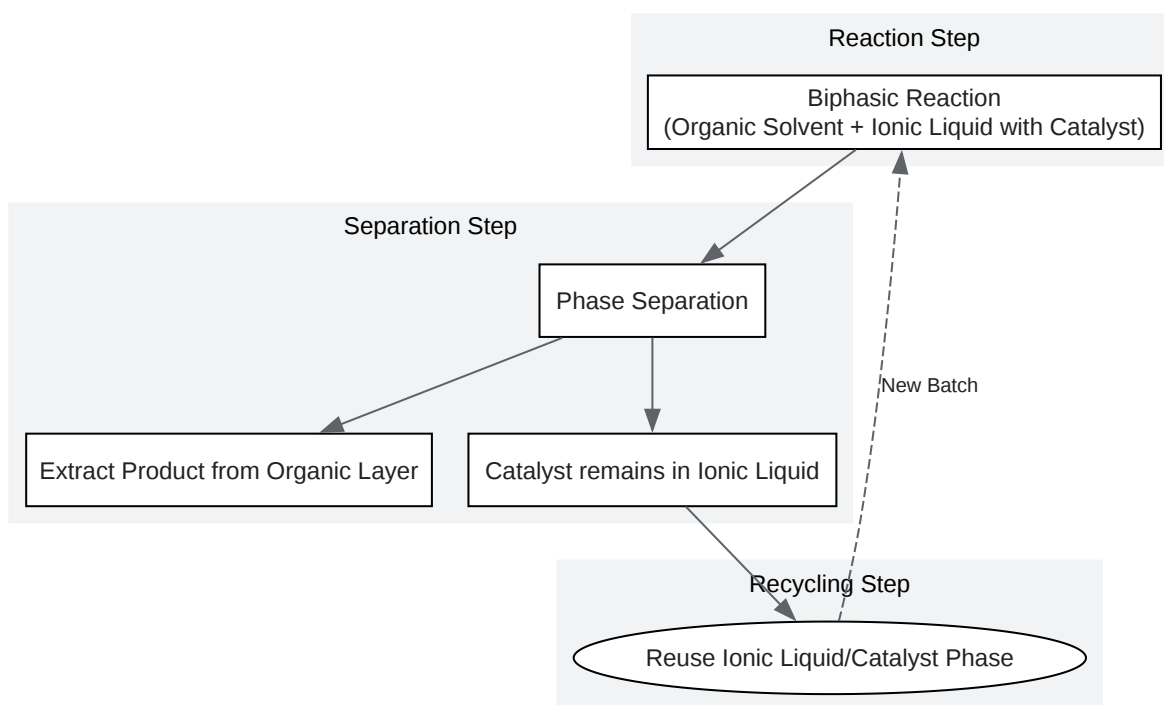 Reaction Step
Biphasic Reaction
(Organic Solvent + Ionic Liquid with Catalyst)
Separation Step
Phase Separation
New Batch
Extract Product from Organic Layer
Catalyst remains in Ionic Liquid
Recycling Step
Reuse Ionic Liquid/Catalyst Phase